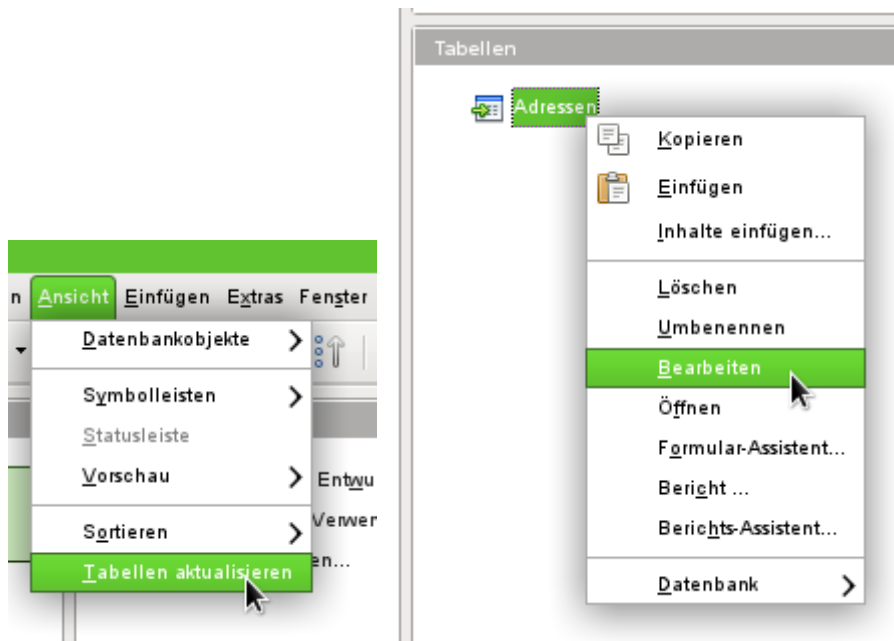 n Ansicht Einfügen Extras Fenster
Datenbankobjekte
Symbolleisten
Statusleiste
Vorschau
Sortieren
Tabellen aktualisieren
Entwu
Verwen
en...
Tabellen
Adressen
Kopieren
Einfügen
Inhalte einfügen...
Löschen
Umbenennen
Bearbeiten
Öffnen
Formular-Assistent...
Bericht ...
Berichts-Assistent...
Datenbank